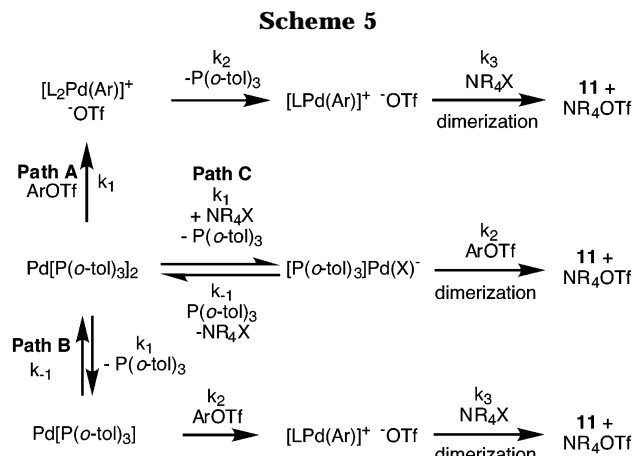 Scheme 5
[L2Pd(Ar)]+
-OTf
k2
-P(o-tol)3
[LPd(Ar)]+ -OTf
k3
NR4X
dimerization
11 +
NR4OTf
Path A
ArOTf
k1
Path C
k1
+ NR4X
- P(o-tol)3
Pd[P(o-tol)3]2
[P(o-tol)3]Pd(X)-
k-1
P(o-tol)3
-NR4X
k2
ArOTf
dimerization
11 +
NR4OTf
Path B
k-1
k1
- P(o-tol)3
Pd[P(o-tol)3]
k2
ArOTf
[LPd(Ar)]+ -OTf
k3
NR4X
dimerization
11 +
NR4OTf